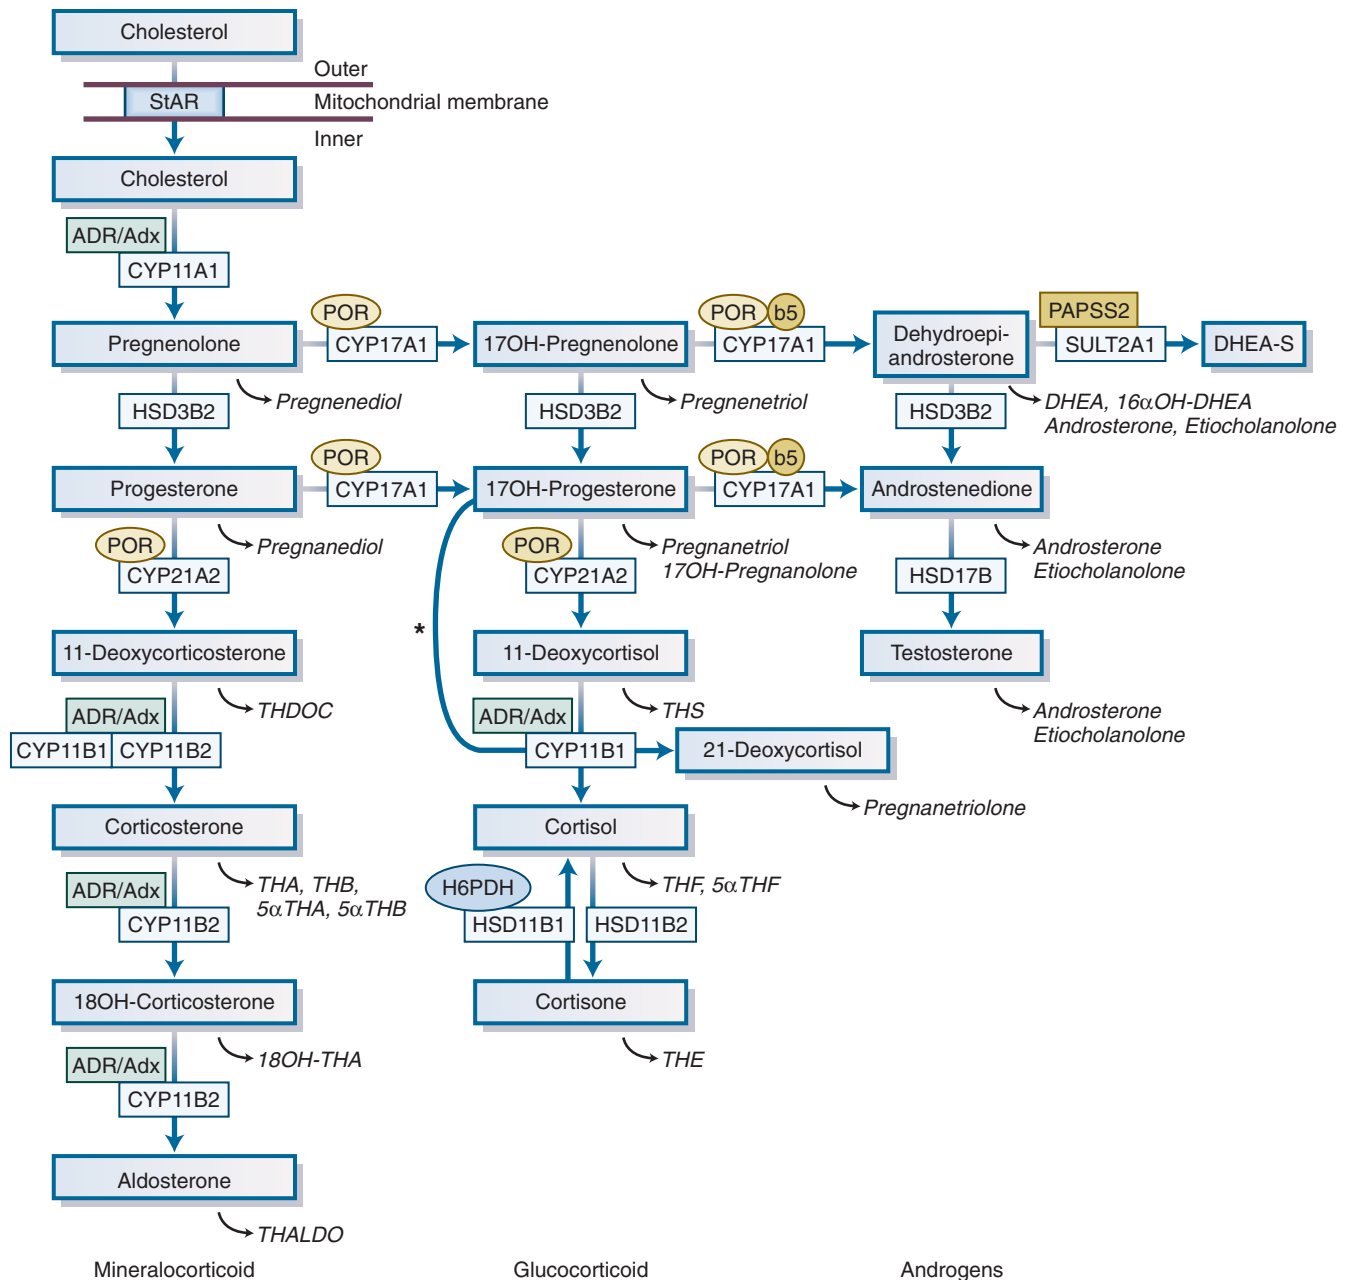 Cholesterol
Outer
StAR
Mitochondrial membrane
Inner
Cholesterol
ADR/Adx
CYP11A1
POR
POR
b5
PAPSS2
Pregnenolone
CYP17A1
17OH-Pregnenolone
CYP17A1
Dehydroepi-
androsterone
SULT2A1
DHEA-S
HSD3B2
Pregnenediol
HSD3B2
Pregnenetriol
HSD3B2
DHEA, 16αOH-DHEA
Androsterone, Etiocholanolone
POR
POR
b5
Progesterone
CYP17A1
17OH-Progesterone
CYP17A1
Androstenedione
POR
CYP21A2
Pregnanediol
POR
CYP21A2
Pregnanetriol
17OH-Pregnanolone
HSD17B
Androsterone
Etiocholanolone
*
11-Deoxycorticosterone
11-Deoxycortisol
Testosterone
ADR/Adx
THDOC
ADR/Adx
THS
Androsterone
Etiocholanolone
CYP11B1
CYP11B2
CYP11B1
21-Deoxycortisol
Pregnanetriolone
Corticosterone
Cortisol
ADR/Adx
CYP11B2
THA, THB,
5αTHA, 5αTHB
H6PDH
HSD11B1
HSD11B2
THF, 5αTHF
18OH-Corticosterone
Cortisone
ADR/Adx
CYP11B2
18OH-THA
THE
Aldosterone
THALDO
Mineralocorticoid
Glucocorticoid
Androgens